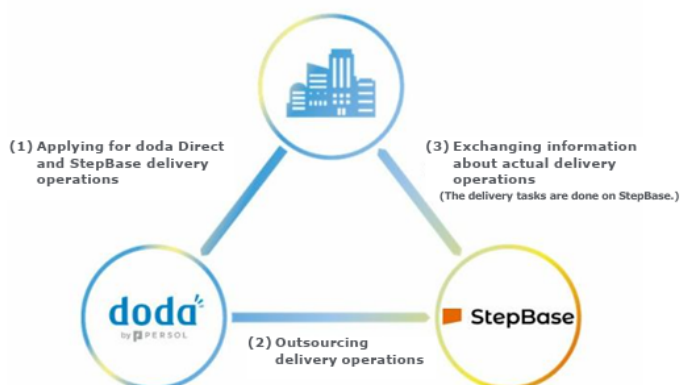 (1) Applying for doda Direct
and StepBase delivery
operations
(3) Exchanging information
about actual delivery
operations
(The delivery tasks are done on StepBase.)
doda
by PERSOL
StepBase
(2) Outsourcing
delivery operations